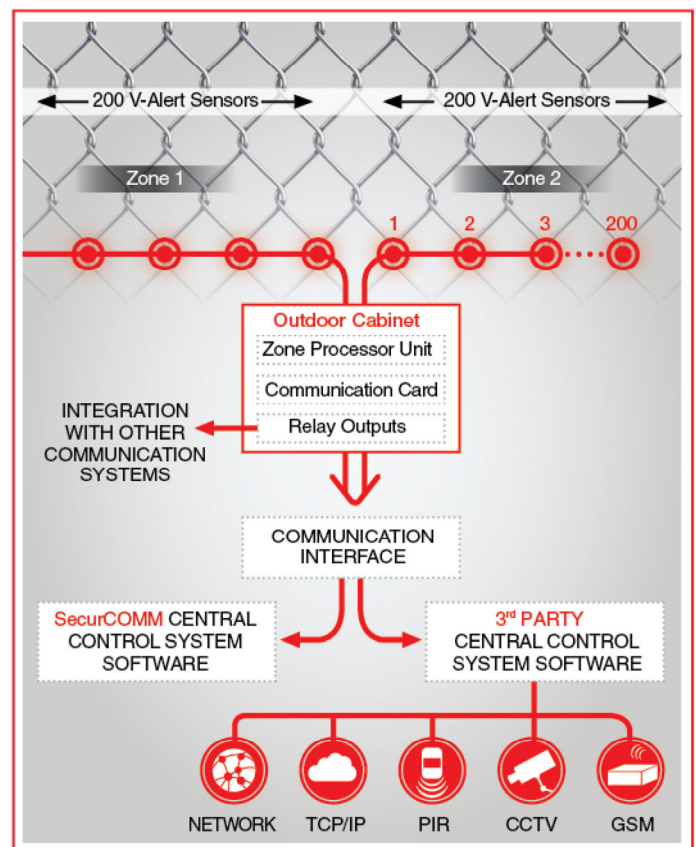 200 V-Alert Sensors
200 V-Alert Sensors
Zone 1
Zone 2
1
2
3
200
Outdoor Cabinet
Zone Processor Unit
Communication Card
Relay Outputs
INTEGRATION
WITH OTHER
COMMUNICATION
SYSTEMS
COMMUNICATION
INTERFACE
SecurCOMM CENTRAL
CONTROL SYSTEM
SOFTWARE
3rd PARTY
CENTRAL CONTROL
SYSTEM SOFTWARE
NETWORK
TCP/IP
PIR
CCTV
GSM